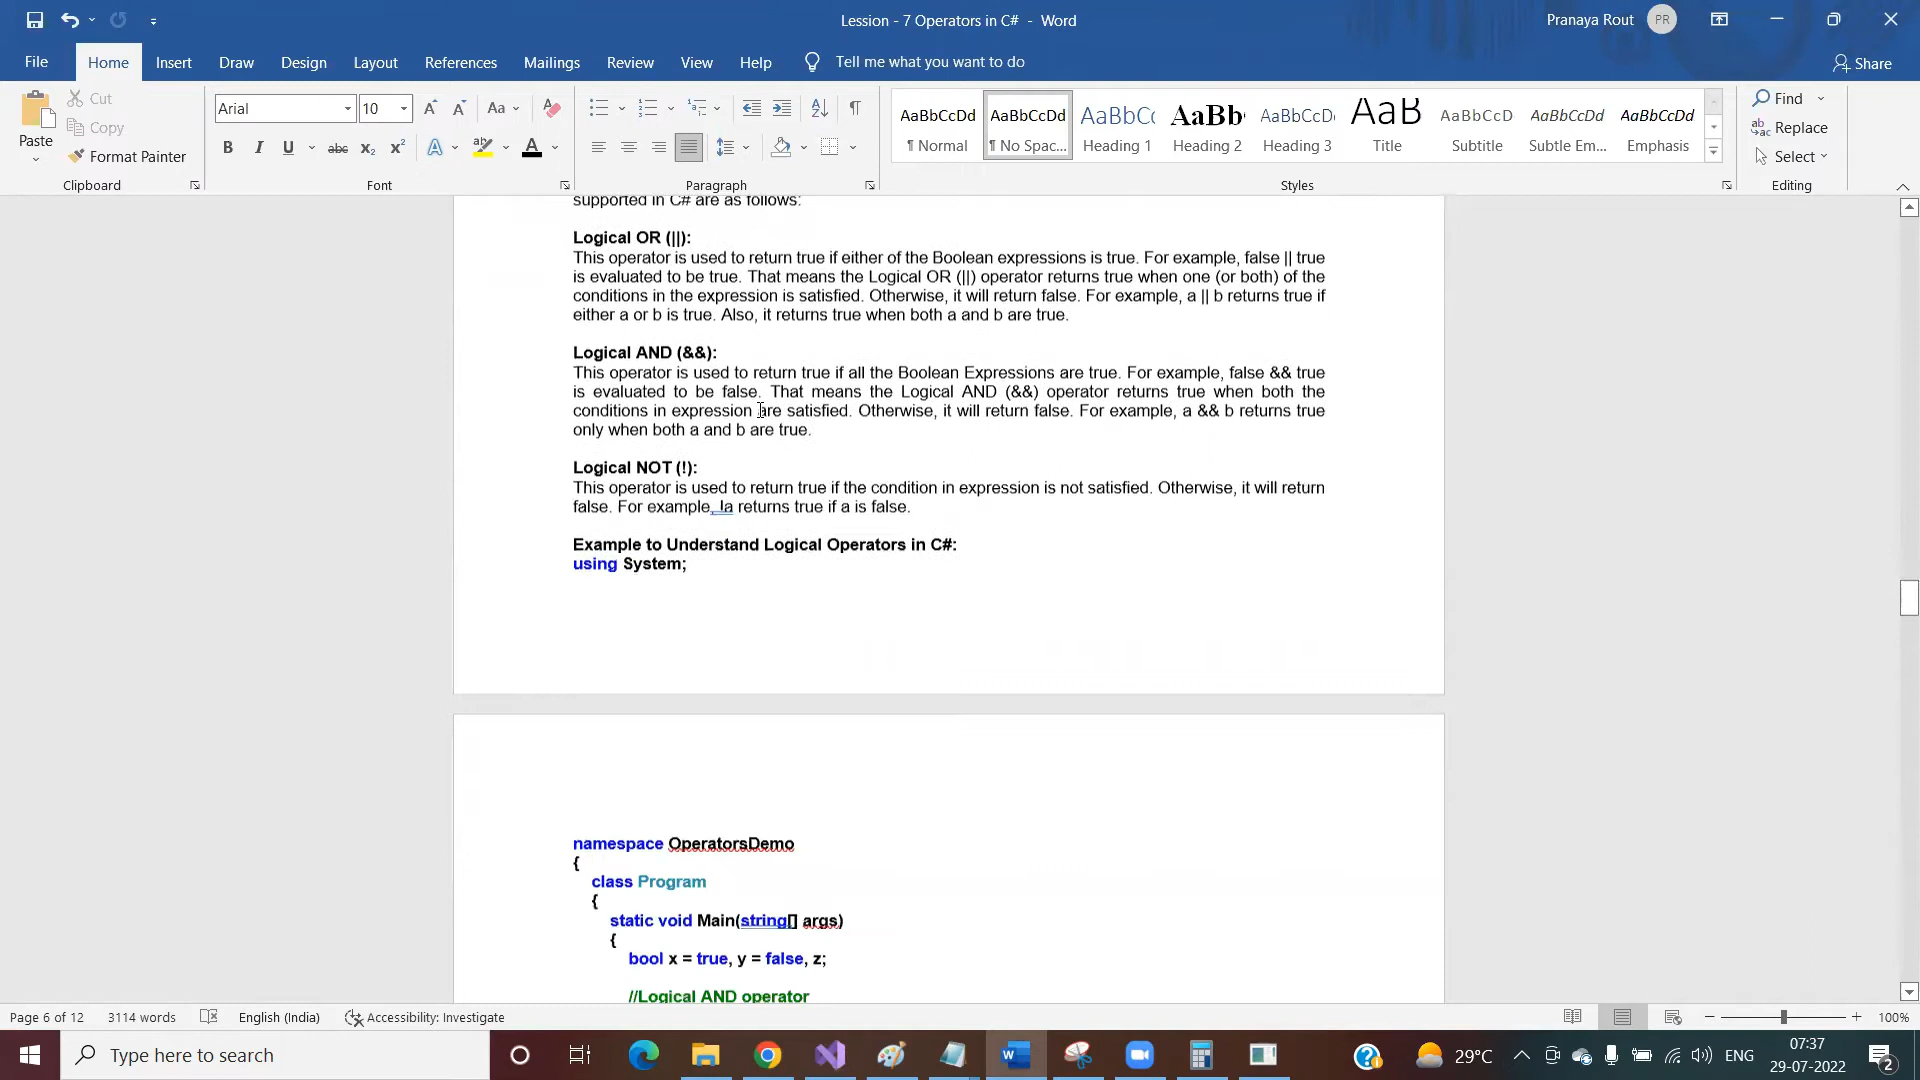 Lession - 7 Operators in C# - Word
Pranaya Rout PR
File Home Insert Draw Design Layout References Mailings Review View Help Tell me what you want to do Share
Paste
Cut
Copy
Format Painter
Clipboard
Arial 10
Font
Paragraph
AaBbCcDd ¶ Normal
AaBbCcDd ¶ No Spac...
AaBbC Heading 1
AaBb Heading 2
AaBbCcD Heading 3
AaB Title
AaBbCcD Subtitle
AaBbCcDd Subtle Em...
AaBbCcDd Emphasis
Styles
Find
Replace
Select
Editing
supported in C# are as follows:
Logical OR (||):
This operator is used to return true if either of the Boolean expressions is true. For example, false || true
is evaluated to be true. That means the Logical OR (||) operator returns true when one (or both) of the
conditions in the expression is satisfied. Otherwise, it will return false. For example, a || b returns true if
either a or b is true. Also, it returns true when both a and b are true.
Logical AND (&&):
This operator is used to return true if all the Boolean Expressions are true. For example, false && true
is evaluated to be false. That means the Logical AND (&&) operator returns true when both the
conditions in expression are satisfied. Otherwise, it will return false. For example, a && b returns true
only when both a and b are true.
Logical NOT (!):
This operator is used to return true if the condition in expression is not satisfied. Otherwise, it will return
false. For example, !a returns true if a is false.
Example to Understand Logical Operators in C#:
using System;
namespace OperatorsDemo
{
class Program
{
static void Main(string[] args)
{
bool x = true, y = false, z;
//Logical AND operator
Page 6 of 12 3114 words English (India) Accessibility: Investigate 100%
Type here to search
29°C
ENG
07:37
29-07-2022
2